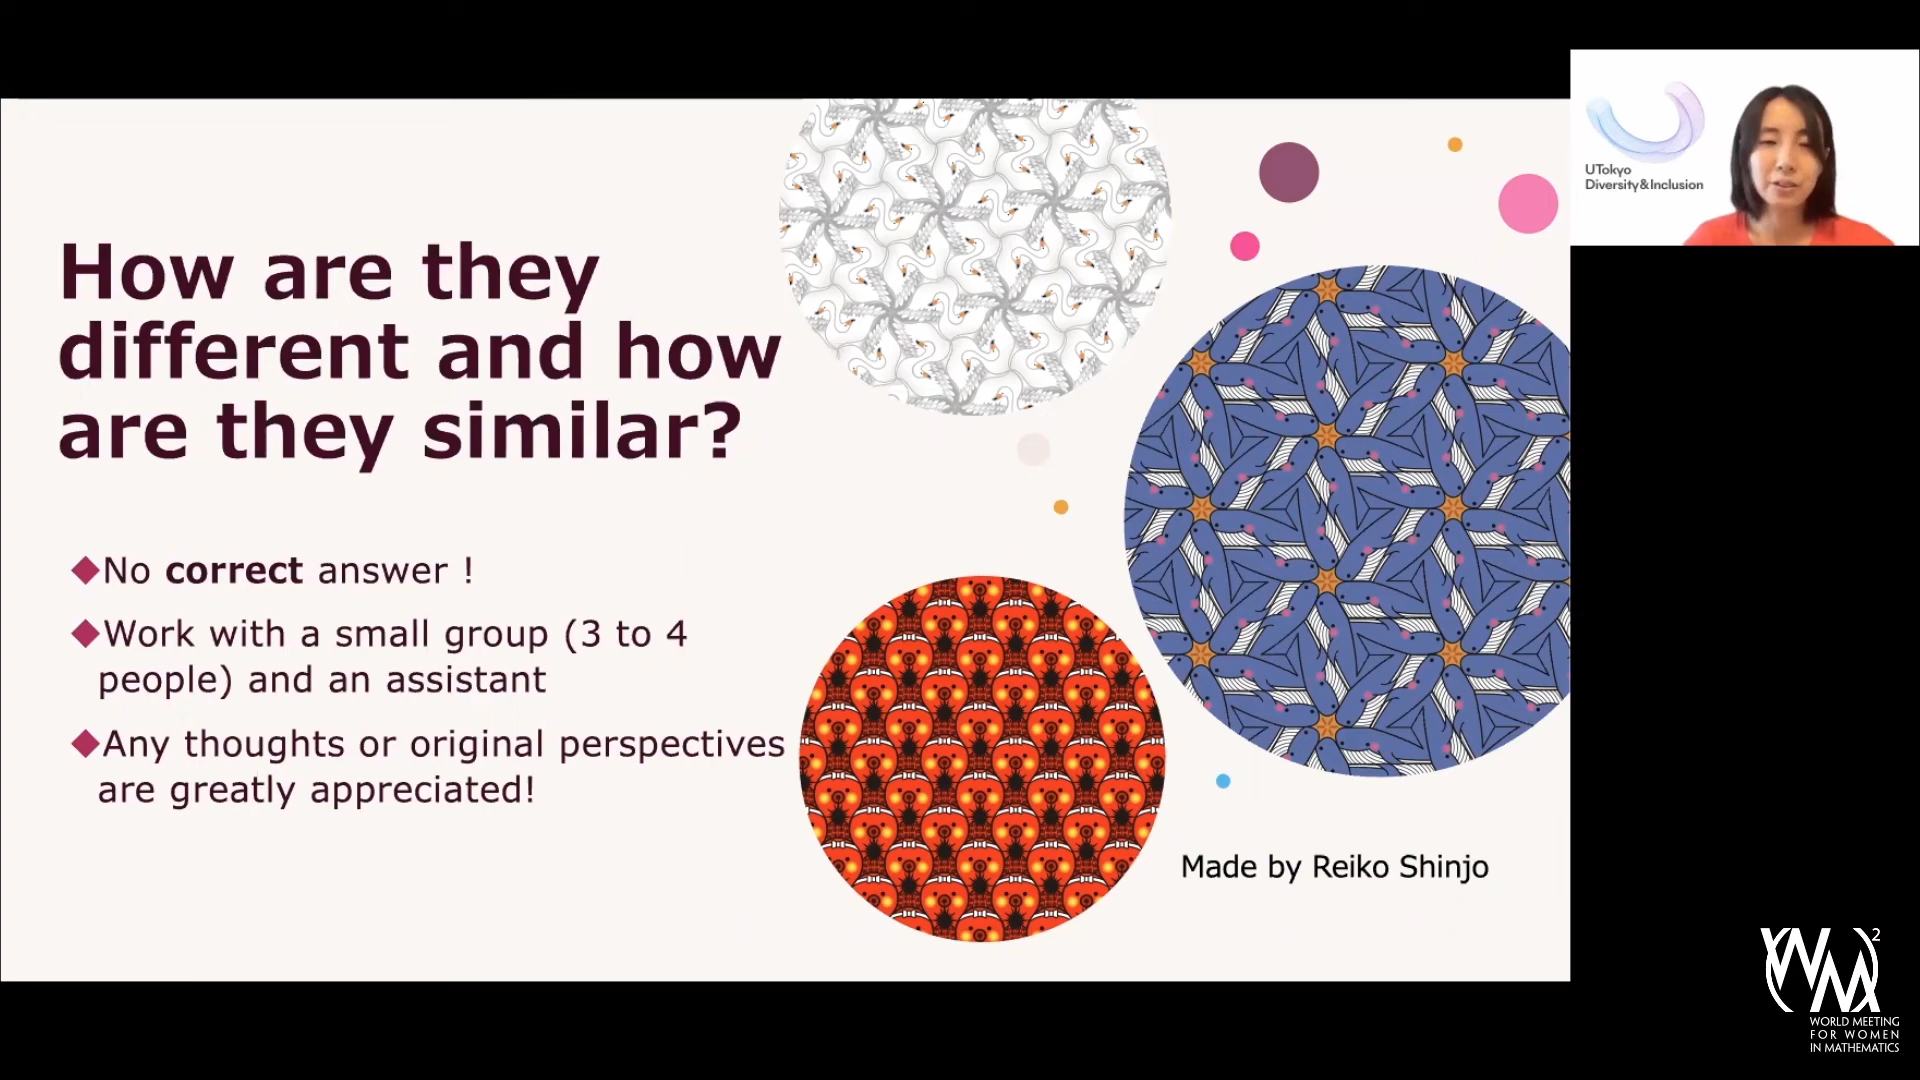 How are they
different and how
are they similar?
No correct answer !
Work with a small group (3 to 4
people) and an assistant
Any thoughts or original perspectives
are greatly appreciated!
Made by Reiko Shinjo
UTokyo
Diversity&Inclusion
(WM)²
WORLD MEETING
FOR WOMEN
IN MATHEMATICS